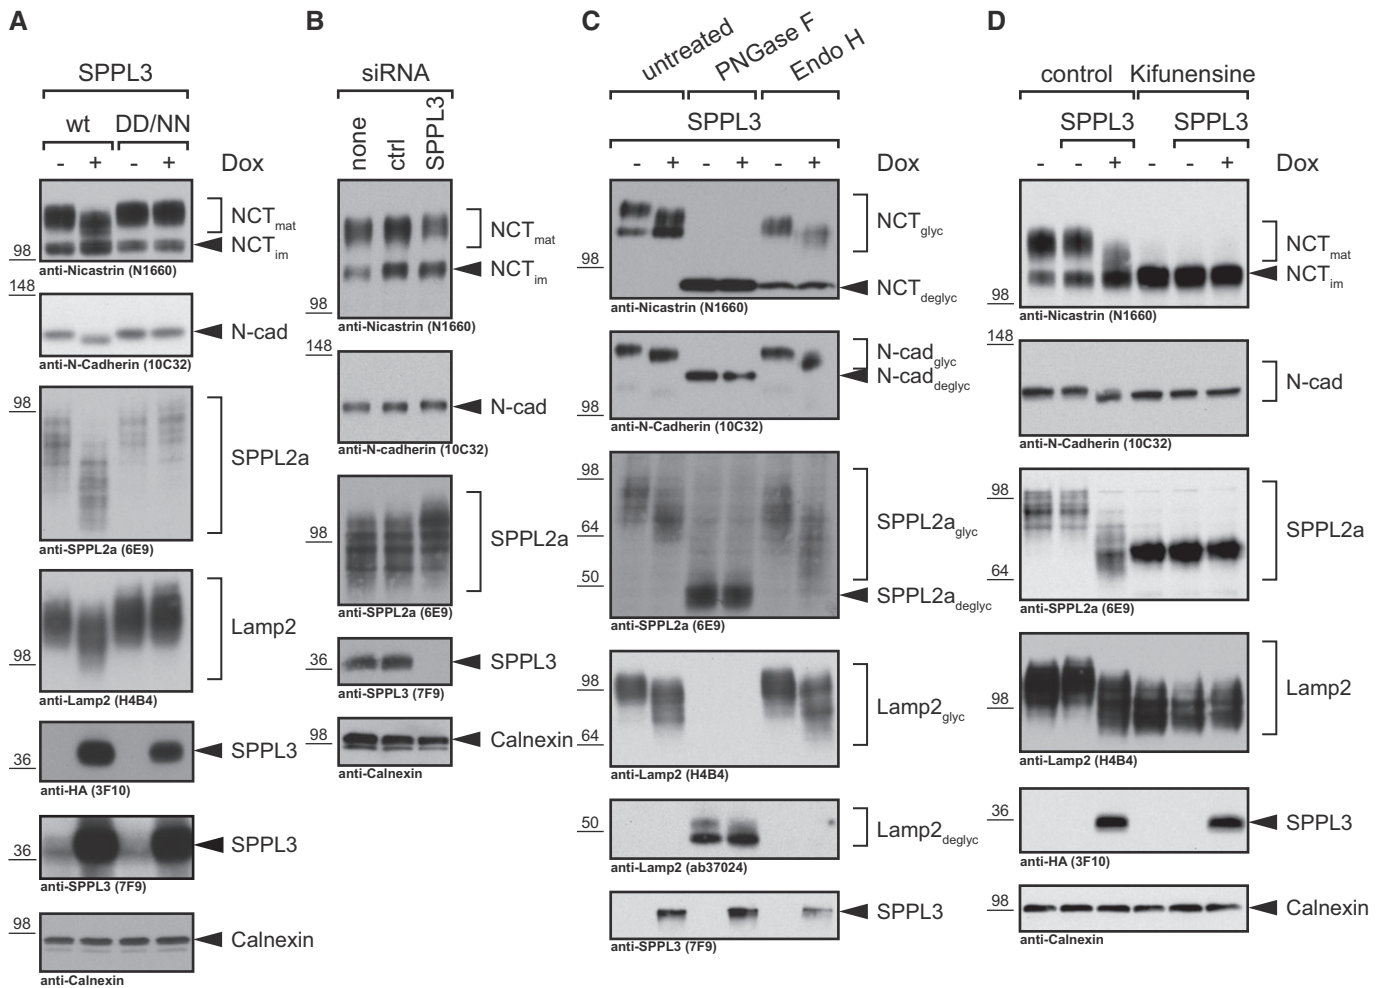 A
SPPL3
wt DD/NN
- + - + Dox
98
NCTmat
NCTim
anti-Nicastrin (N1660)
148
N-cad
anti-N-Cadherin (10C32)
98
SPPL2a
anti-SPPL2a (6E9)
98
Lamp2
anti-Lamp2 (H4B4)
36
SPPL3
anti-HA (3F10)
36
SPPL3
anti-SPPL3 (7F9)
98
Calnexin
anti-Calnexin
B
siRNA
none ctrl SPPL3
NCTmat
NCTim
98
anti-Nicastrin (N1660)
148
N-cad
anti-N-cadherin (10C32)
98
SPPL2a
anti-SPPL2a (6E9)
36
SPPL3
anti-SPPL3 (7F9)
98
Calnexin
anti-Calnexin
C
untreated PNGase F Endo H
SPPL3
- + - + - + Dox
NCTglyc
98
NCTdeglyc
anti-Nicastrin (N1660)
N-cadglyc
N-caddeglyc
98
anti-N-Cadherin (10C32)
98
64
50
SPPL2aglyc
SPPL2adeglyc
anti-SPPL2a (6E9)
98
64
Lamp2glyc
anti-Lamp2 (H4B4)
50
Lamp2deglyc
anti-Lamp2 (ab37024)
SPPL3
anti-SPPL3 (7F9)
D
control Kifunensine
SPPL3 SPPL3
- - + - - + Dox
NCTmat
NCTim
98
anti-Nicastrin (N1660)
148
N-cad
anti-N-Cadherin (10C32)
98
64
SPPL2a
anti-SPPL2a (6E9)
98
Lamp2
anti-Lamp2 (H4B4)
36
SPPL3
anti-HA (3F10)
98
Calnexin
anti-Calnexin